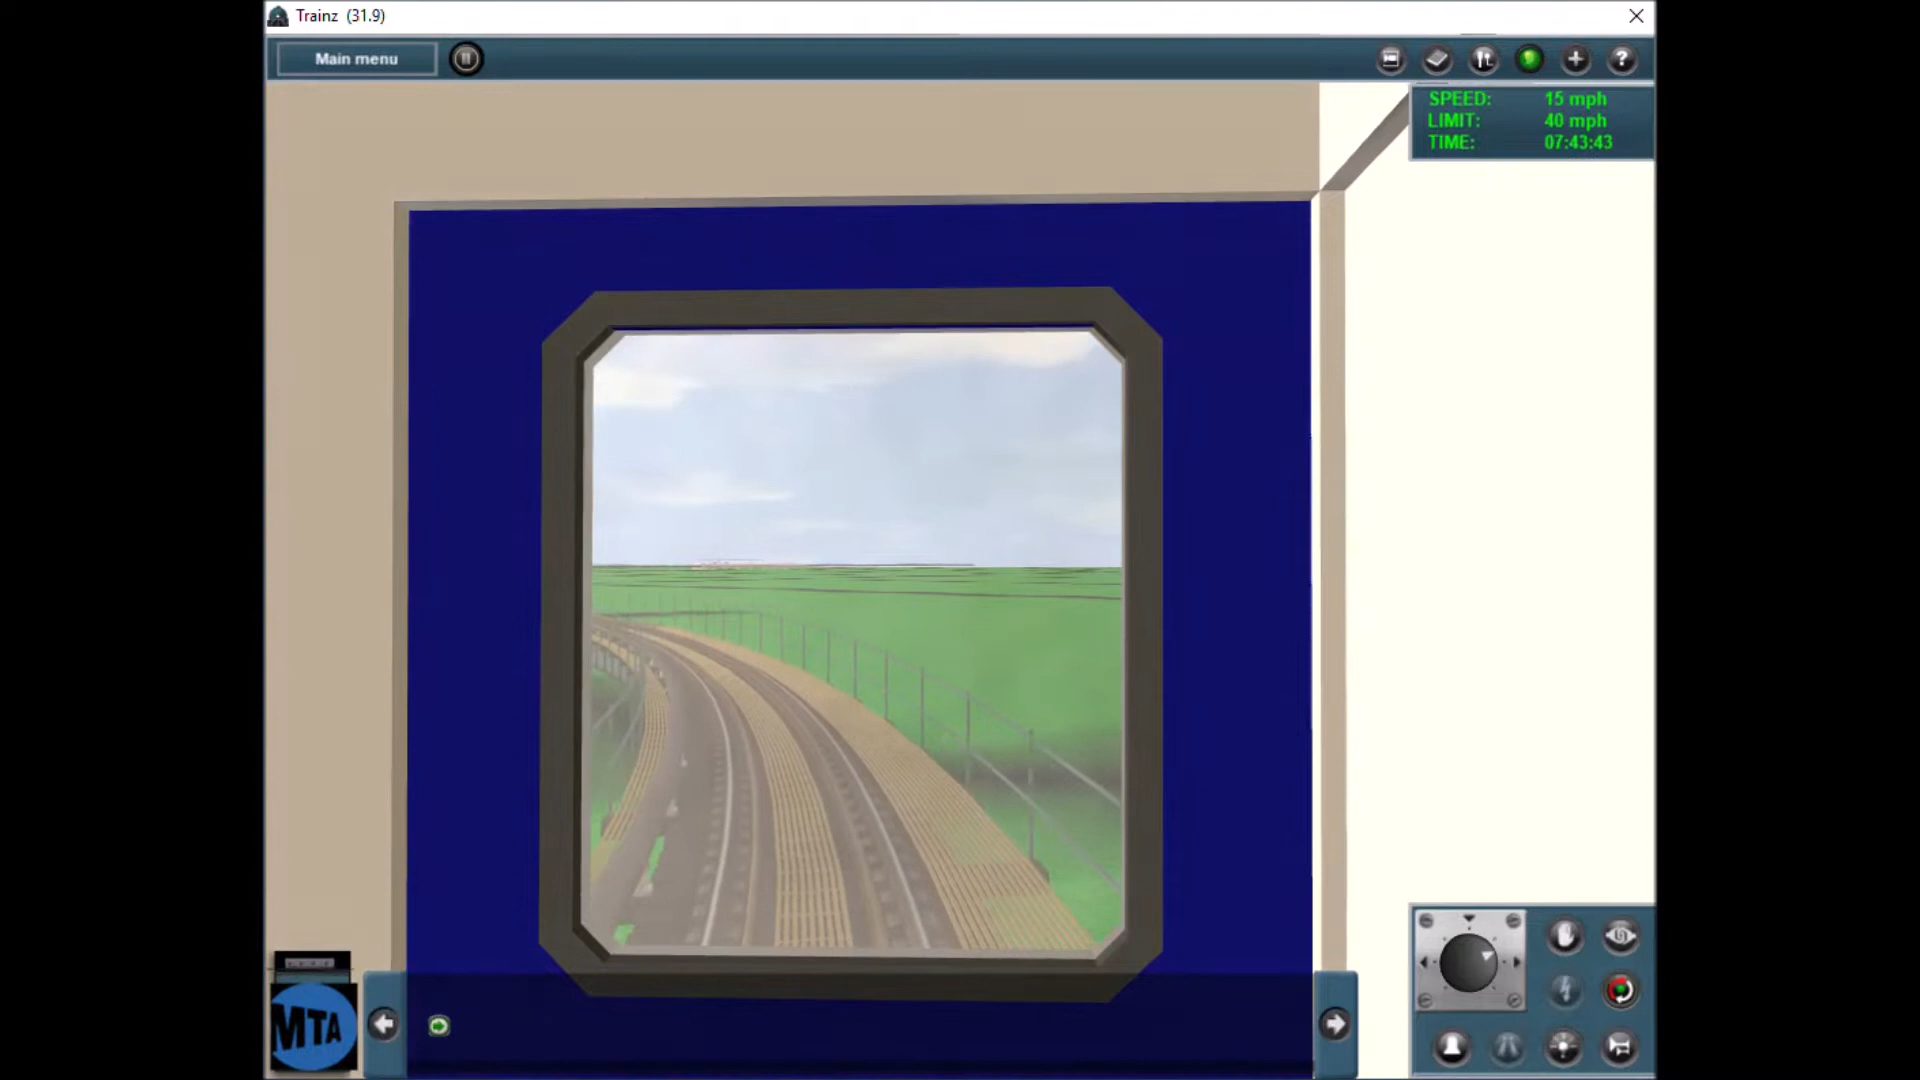 Trainz (31.9)
Main menu
?
SPEED: 15 mph
LIMIT: 40 mph
TIME: 07:43:43
MTA